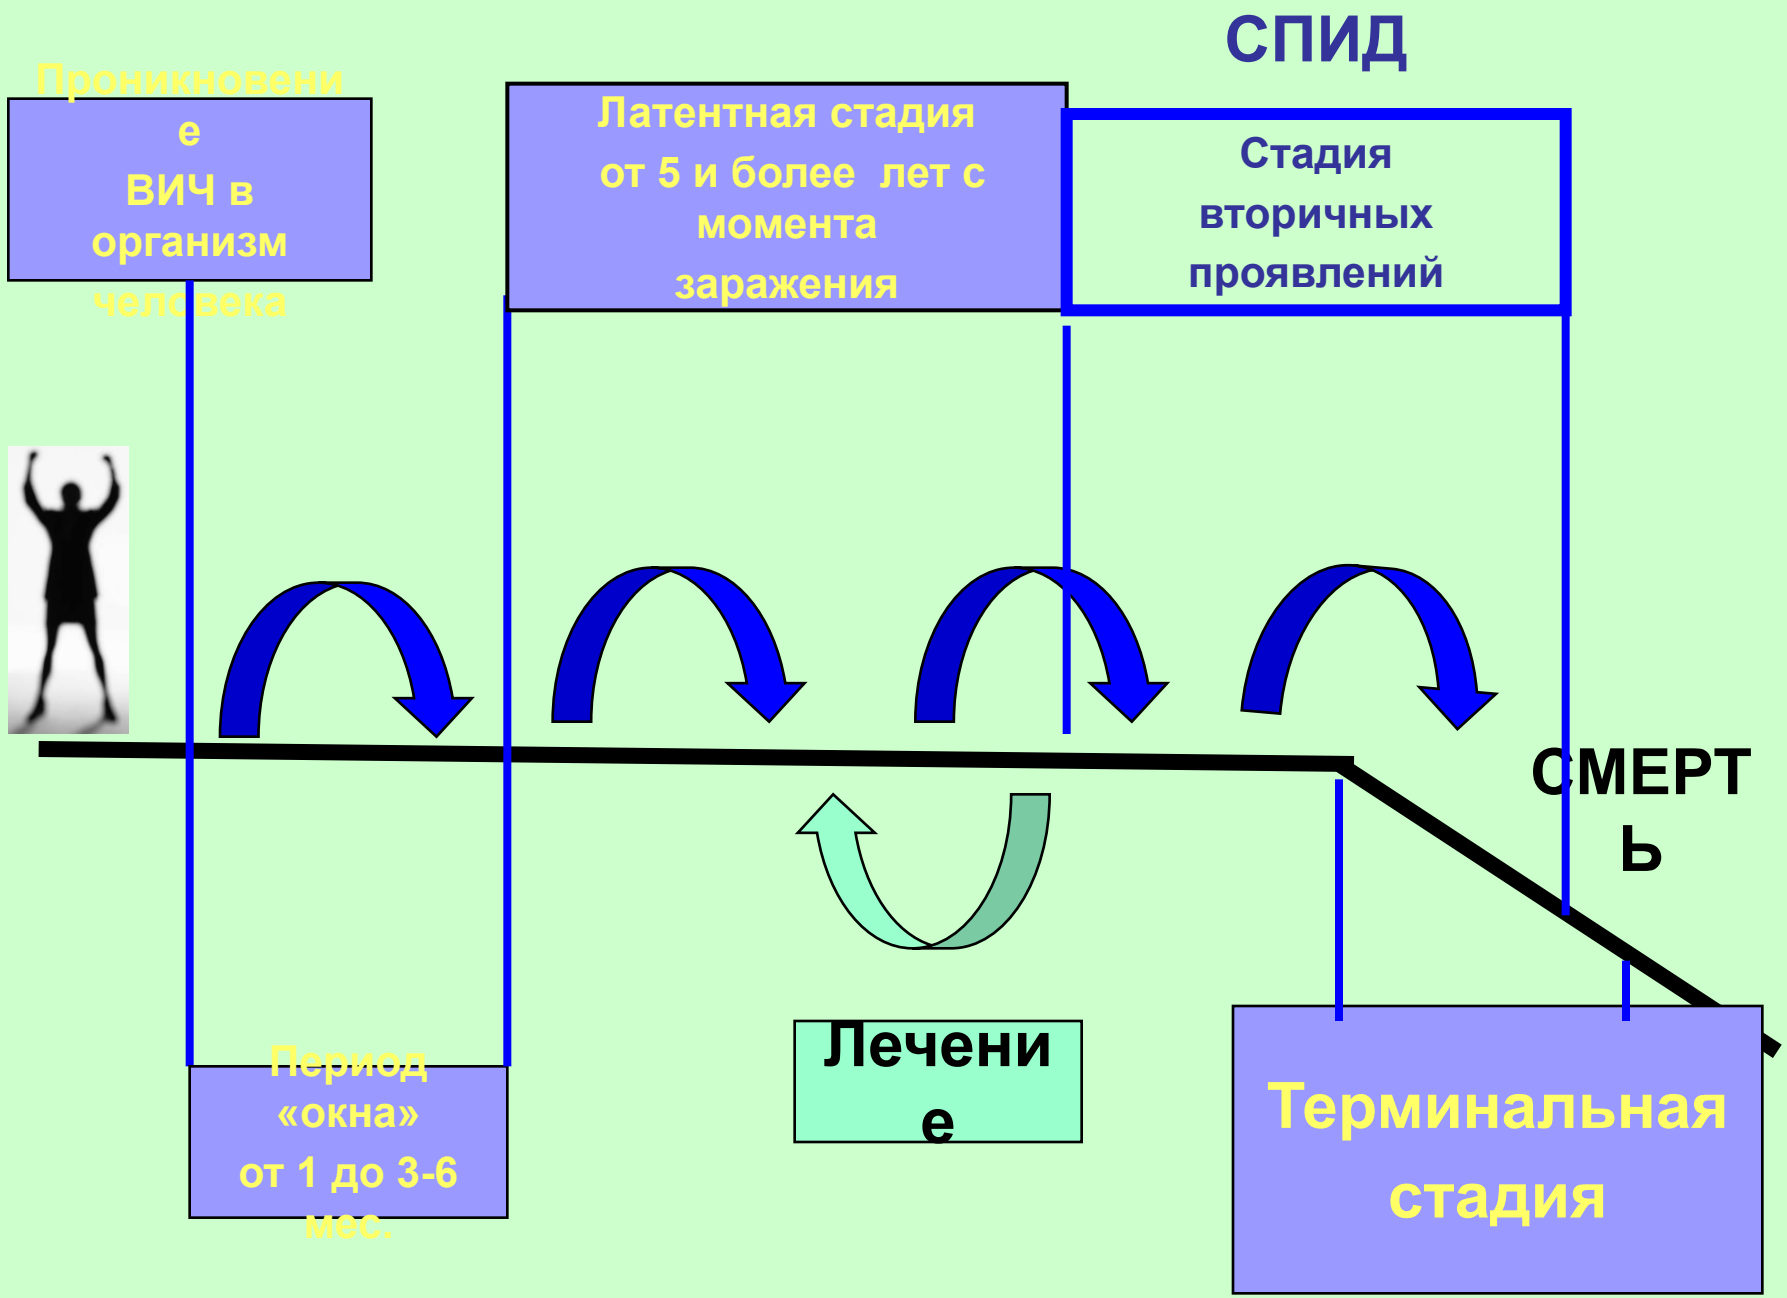 СПИД
Проникновени
е
ВИЧ в
организм
человека
Латентная стадия
от 5 и более лет с
момента
заражения
Стадия
вторичных
проявлений
СМЕРТ
Ь
Период
«окна»
от 1 до 3-6
мес.
Лечени
е
Терминальная
стадия